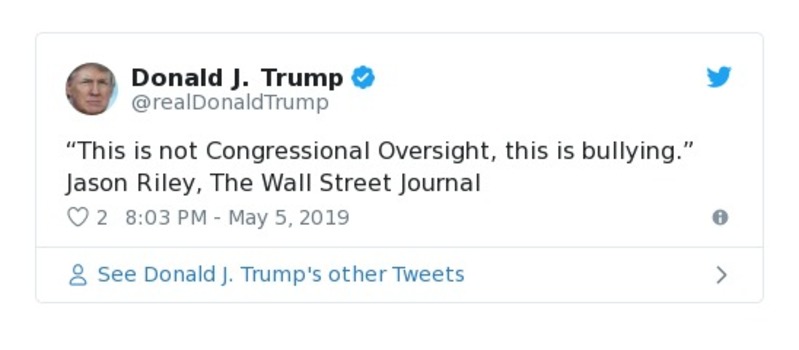 Donald J. Trump
@realDonaldTrump
“This is not Congressional Oversight, this is bullying.”
Jason Riley, The Wall Street Journal
2 8:03 PM - May 5, 2019
See Donald J. Trump's other Tweets